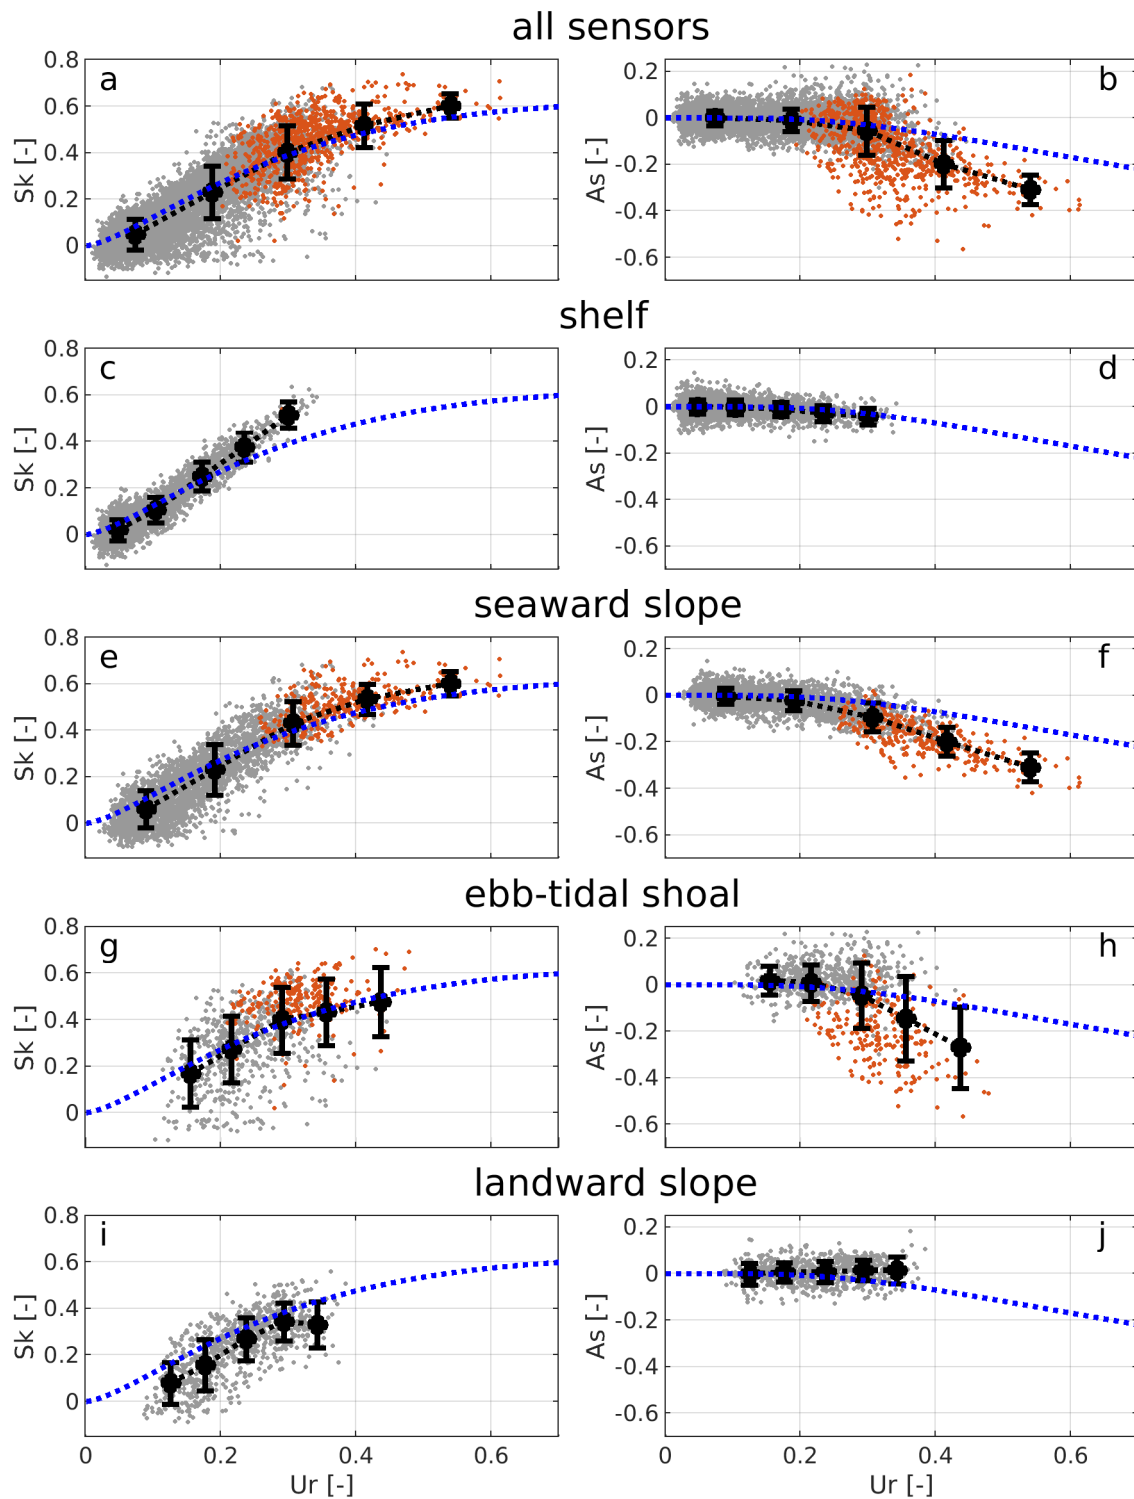 all sensors
a
b
0.8
0.6
0.4
0.2
0
Sk [-]
0.2
0
-0.2
-0.4
-0.6
As [-]
shelf
c
d
0.8
0.6
0.4
0.2
0
Sk [-]
0.2
0
-0.2
-0.4
-0.6
As [-]
seaward slope
e
f
0.8
0.6
0.4
0.2
0
Sk [-]
0.2
0
-0.2
-0.4
-0.6
As [-]
ebb-tidal shoal
g
h
0.8
0.6
0.4
0.2
0
Sk [-]
0.2
0
-0.2
-0.4
-0.6
As [-]
landward slope
i
j
0.8
0.6
0.4
0.2
0
Sk [-]
0.2
0
-0.2
-0.4
-0.6
As [-]
0 0.2 0.4 0.6
Ur [-]
0 0.2 0.4 0.6
Ur [-]